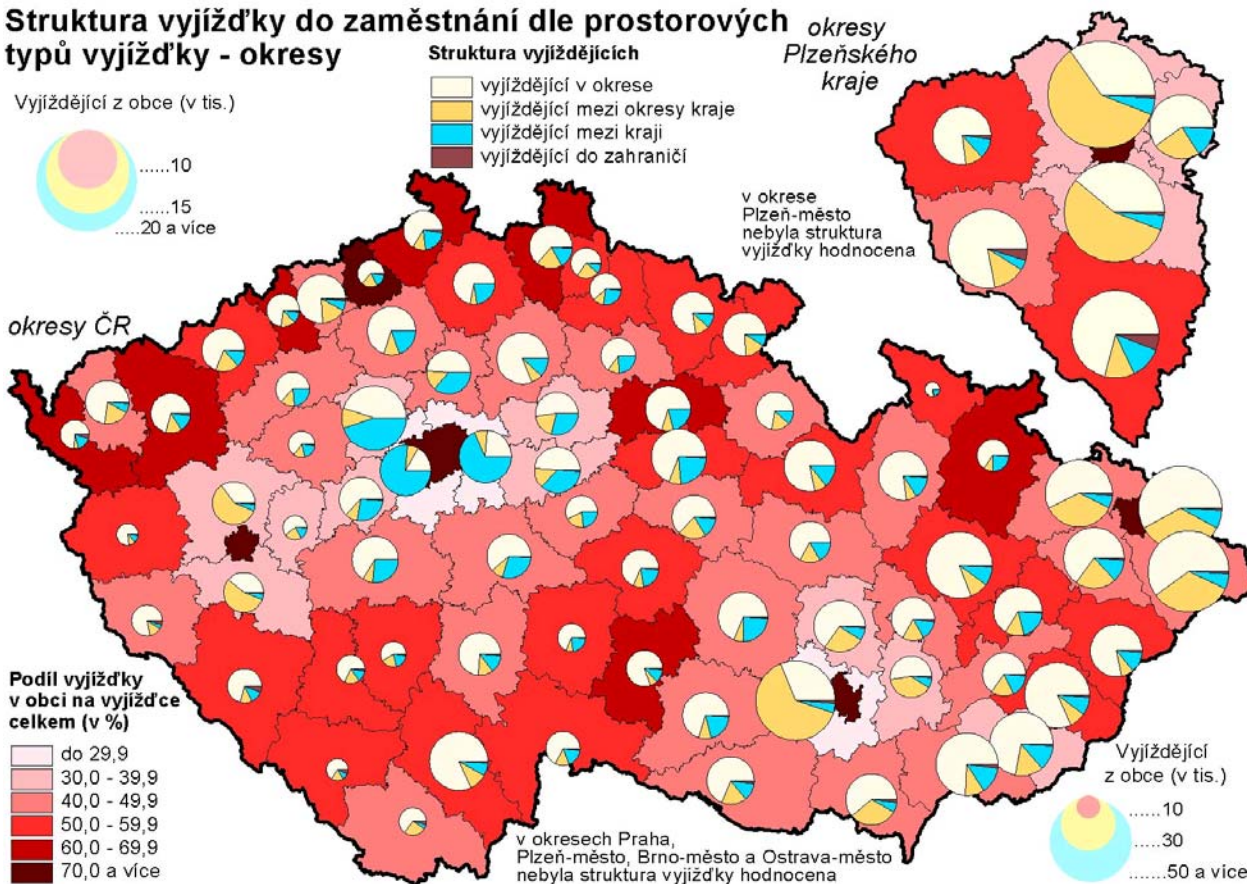 Struktura vyjížďky do zaměstnání dle prostorových
typů vyjížďky - okresy
Vyjíždějící z obce (v tis.)
......10
......15
.....20 a více
Struktura vyjíždějících
vyjíždějící v okrese
vyjíždějící mezi okresy kraje
vyjíždějící mezi kraji
vyjíždějící do zahraničí
okresy
Plzeňského
kraje
v okrese
Plzeň-město
nebyla struktura
vyjížďky hodnocena
okresy ČR
Podíl vyjížďky
v obci na vyjížďce
celkem (v %)
do 29,9
30,0 - 39,9
40,0 - 49,9
50,0 - 59,9
60,0 - 69,9
70,0 a více
v okresech Praha,
Plzeň-město, Brno-město a Ostrava-město
nebyla struktura vyjížďky hodnocena
Vyjíždějící
z obce (v tis.)
......10
......30
.......50 a více